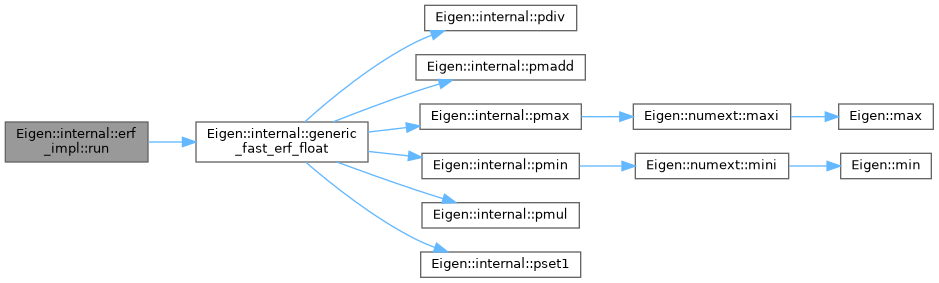 Eigen::internal::erf
_impl::run
Eigen::internal::generic
_fast_erf_float
Eigen::internal::pdiv
Eigen::internal::pmadd
Eigen::internal::pmax
Eigen::numext::maxi
Eigen::max
Eigen::internal::pmin
Eigen::numext::mini
Eigen::min
Eigen::internal::pmul
Eigen::internal::pset1